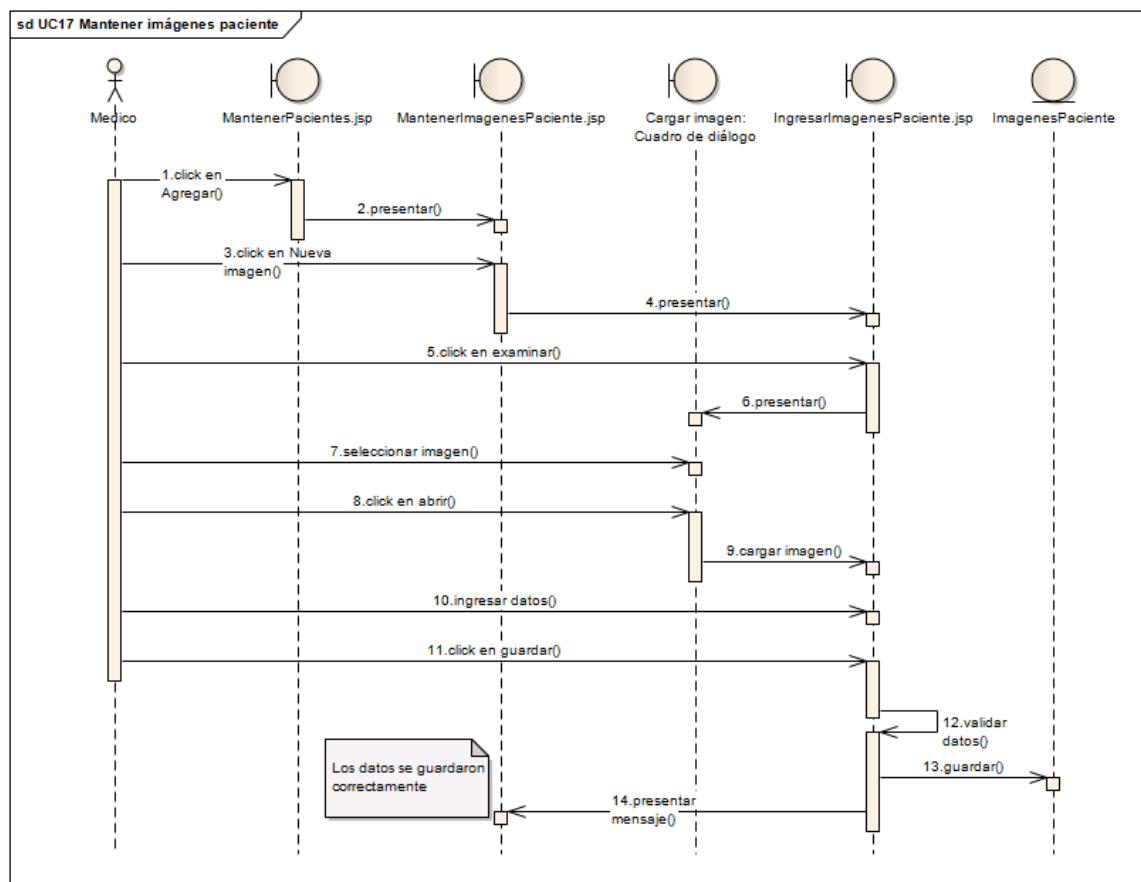 sd UC17 Mantener imágenes paciente
Medico
MantenerPacientes.jsp
MantenerImagenesPaciente.jsp
Cargar imagen:
Cuadro de diálogo
IngresarImagenesPaciente.jsp
ImagenesPaciente
1.click en
Agregar()
2.presentar()
3.click en Nueva
imagen()
4.presentar()
5.click en examinar()
6.presentar()
7.seleccionar imagen()
8.click en abrir()
9.cargar imagen()
10.ingresar datos()
11.click en guardar()
12.validar
datos()
13.guardar()
Los datos se guardaron
correctamente
14.presentar
mensaje()